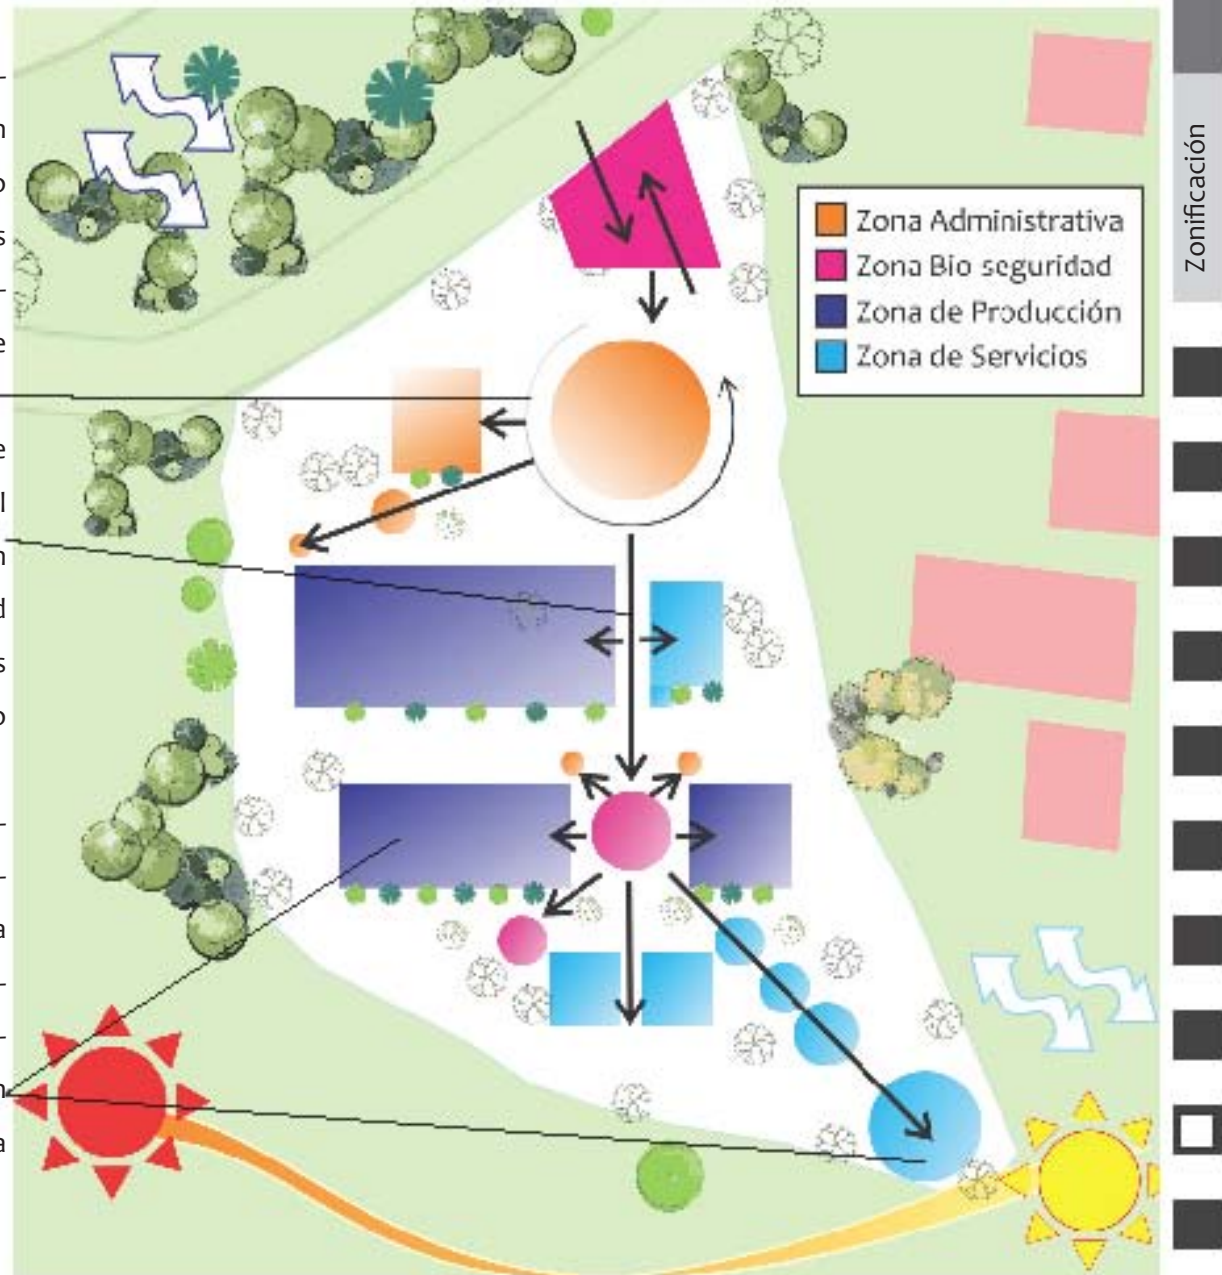 Zonificación
Zona Administrativa
Zona Bio seguridad
Zona de Producción
Zona de Servicios